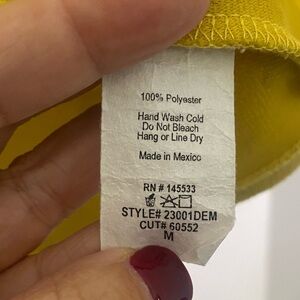 100% Polyester
Hand Wash Cold
Do Not Bleach
Hang or Line Dry
Made in Mexico
RN # 145533
STYLE# 23001DEM
CUT# 60552
M